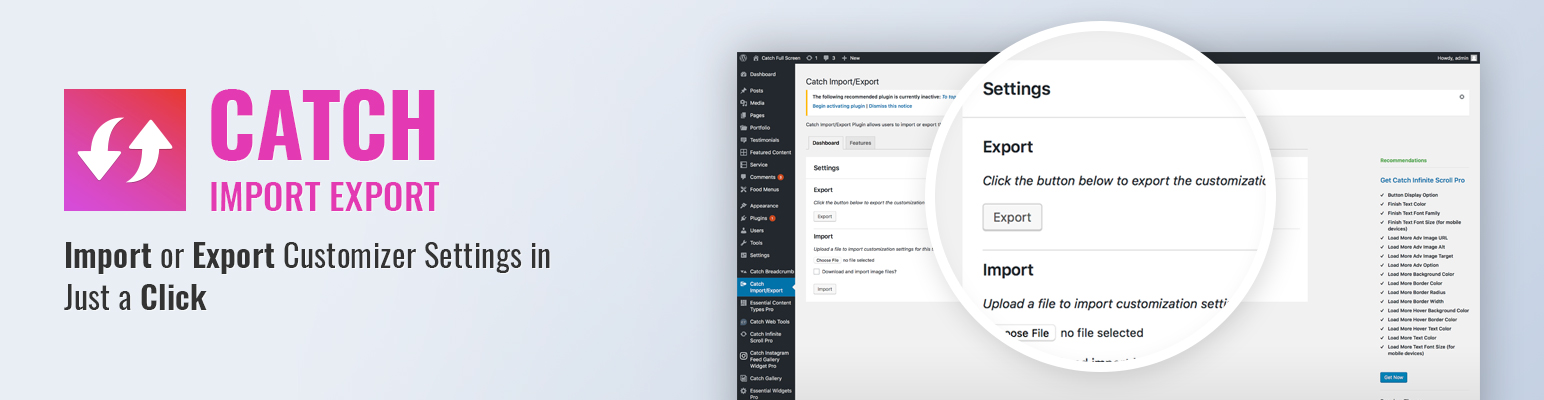 CATCH
IMPORT EXPORT
Import or Export Customizer Settings in
Just a Click
Catch Full Screen 1 3 New
Howdy, admin
Dashboard
Posts
Media
Pages
Portfolio
Testimonials
Featured Content
Service
Comments
Food Menus
Appearance
Plugins
Users
Tools
Settings
Catch Breadcrumb
Catch
Import/Export
Essential Content
Types Pro
Catch Web Tools
Catch Infinite
Scroll Pro
Catch Instagram
Feed Gallery
Widget Pro
Catch Gallery
Essential Widgets
Pro
Catch Import/Export
The following recommended plugin is currently inactive: To
Begin activating plugin | Dismiss this notice
Catch Import/Export Plugin allows users to import or export
Dashboard Features
Settings
Export
Click the button below to export the customization
Export
Import
Upload a file to import customization settings for this
Choose File no file selected
Download and import image files?
Import
Settings
Export
Click the button below to export the customizatio
Export
Import
Upload a file to import customization setti
oose File no file selected
Recommendations
Get Catch Infinite Scroll Pro
✓ Button Display Option
✓ Finish Text Color
✓ Finish Text Font Family
✓ Finish Text Font Size (for mobile
devices)
✓ Load More Adv Image URL
✓ Load More Adv Image Alt
✓ Load More Adv Image Target
✓ Load More Adv Option
✓ Load More Background Color
✓ Load More Border Color
✓ Load More Border Radius
✓ Load More Border Width
✓ Load More Hover Background Color
✓ Load More Hover Border Color
✓ Load More Hover Text Color
✓ Load More Text Color
✓ Load More Text Font Size (for
mobile devices)
Get Now